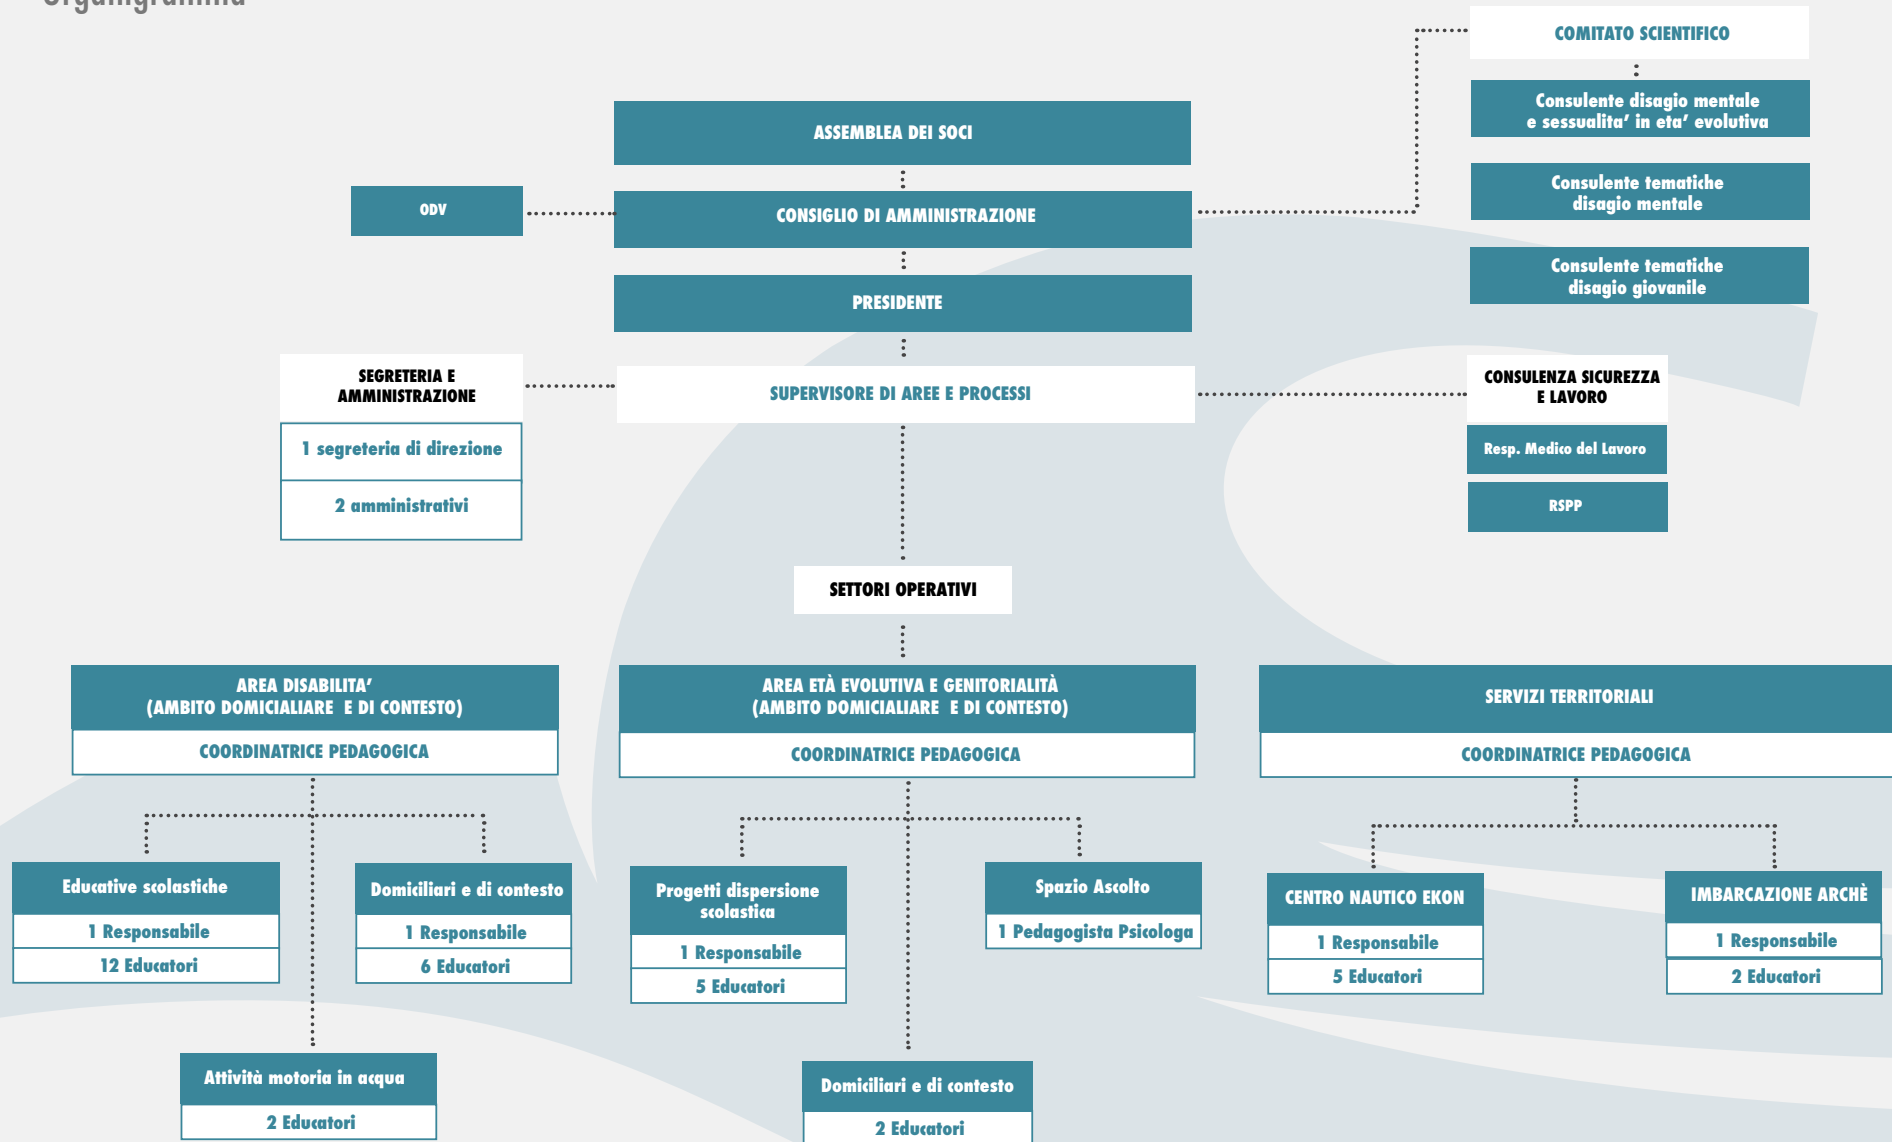 Organigramma
COMITATO SCIENTIFICO
Consulente disagio mentale
e sessualita’ in eta’ evolutiva
Consulente tematiche
disagio mentale
Consulente tematiche
disagio giovanile
ASSEMBLEA DEI SOCI
ODV
CONSIGLIO DI AMMINISTRAZIONE
PRESIDENTE
SEGRETERIA E
AMMINISTRAZIONE
1 segreteria di direzione
2 amministrativi
SUPERVISORE DI AREE E PROCESSI
CONSULENZA SICUREZZA
E LAVORO
Resp. Medico del Lavoro
RSPP
SETTORI OPERATIVI
AREA DISABILITA’
(AMBITO DOMICIALIARE E DI CONTESTO)
COORDINATRICE PEDAGOGICA
Educative scolastiche
1 Responsabile
12 Educatori
Domiciliari e di contesto
1 Responsabile
6 Educatori
Attività motoria in acqua
2 Educatori
AREA ETÀ EVOLUTIVA E GENITORIALITÀ
(AMBITO DOMICIALIARE E DI CONTESTO)
COORDINATRICE PEDAGOGICA
Progetti dispersione
scolastica
1 Responsabile
5 Educatori
Spazio Ascolto
1 Pedagogista Psicologa
Domiciliari e di contesto
2 Educatori
SERVIZI TERRITORIALI
COORDINATRICE PEDAGOGICA
CENTRO NAUTICO EKON
1 Responsabile
5 Educatori
IMBARCAZIONE ARCHÈ
1 Responsabile
2 Educatori